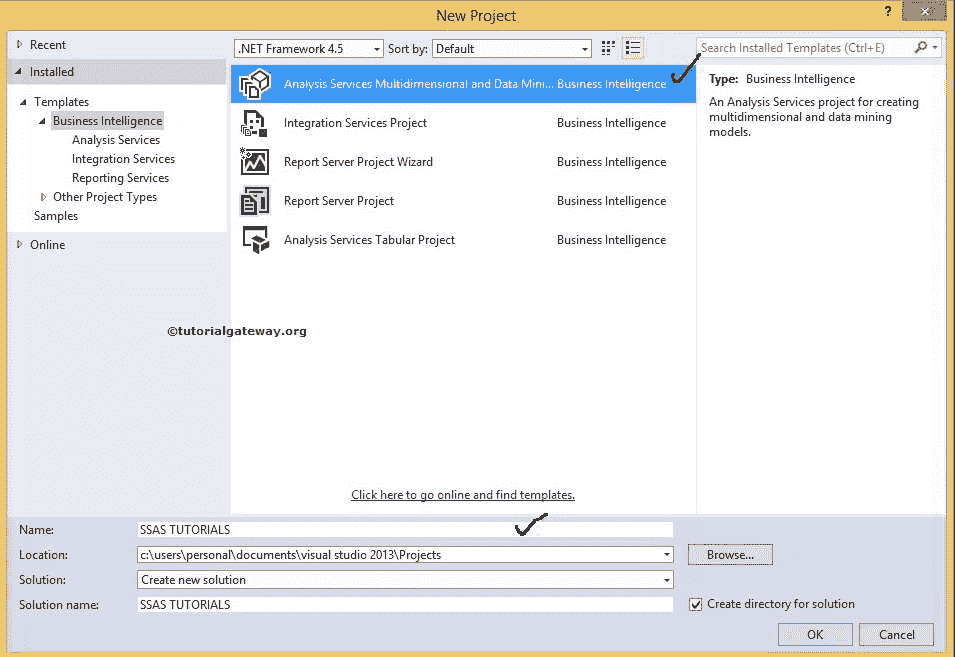 New Project
?
Recent
.NET Framework 4.5 Sort by: Default
Search Installed Templates (Ctrl+E)
Installed
Templates
Business Intelligence
Analysis Services
Integration Services
Reporting Services
Other Project Types
Samples
Online
Analysis Services Multidimensional and Data Mini... Business Intelligence
Integration Services Project Business Intelligence
Report Server Project Wizard Business Intelligence
Report Server Project Business Intelligence
Analysis Services Tabular Project Business Intelligence
Type: Business Intelligence
An Analysis Services project for creating
multidimensional and data mining
models.
©tutorialgateway.org
Click here to go online and find templates.
Name: SSAS TUTORIALS
Location: c:\users\personal\documents\visual studio 2013\Projects Browse...
Solution: Create new solution
Solution name: SSAS TUTORIALS Create directory for solution
OK Cancel